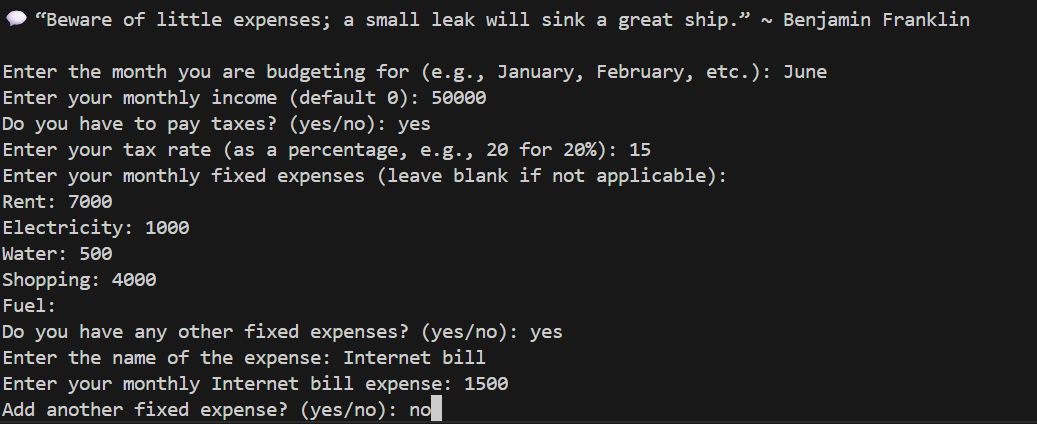 💬 “Beware of little expenses; a small leak will sink a great ship.” ~ Benjamin Franklin
Enter the month you are budgeting for (e.g., January, February, etc.): June
Enter your monthly income (default 0): 50000
Do you have to pay taxes? (yes/no): yes
Enter your tax rate (as a percentage, e.g., 20 for 20%): 15
Enter your monthly fixed expenses (leave blank if not applicable):
Rent: 7000
Electricity: 1000
Water: 500
Shopping: 4000
Fuel:
Do you have any other fixed expenses? (yes/no): yes
Enter the name of the expense: Internet bill
Enter your monthly Internet bill expense: 1500
Add another fixed expense? (yes/no): no